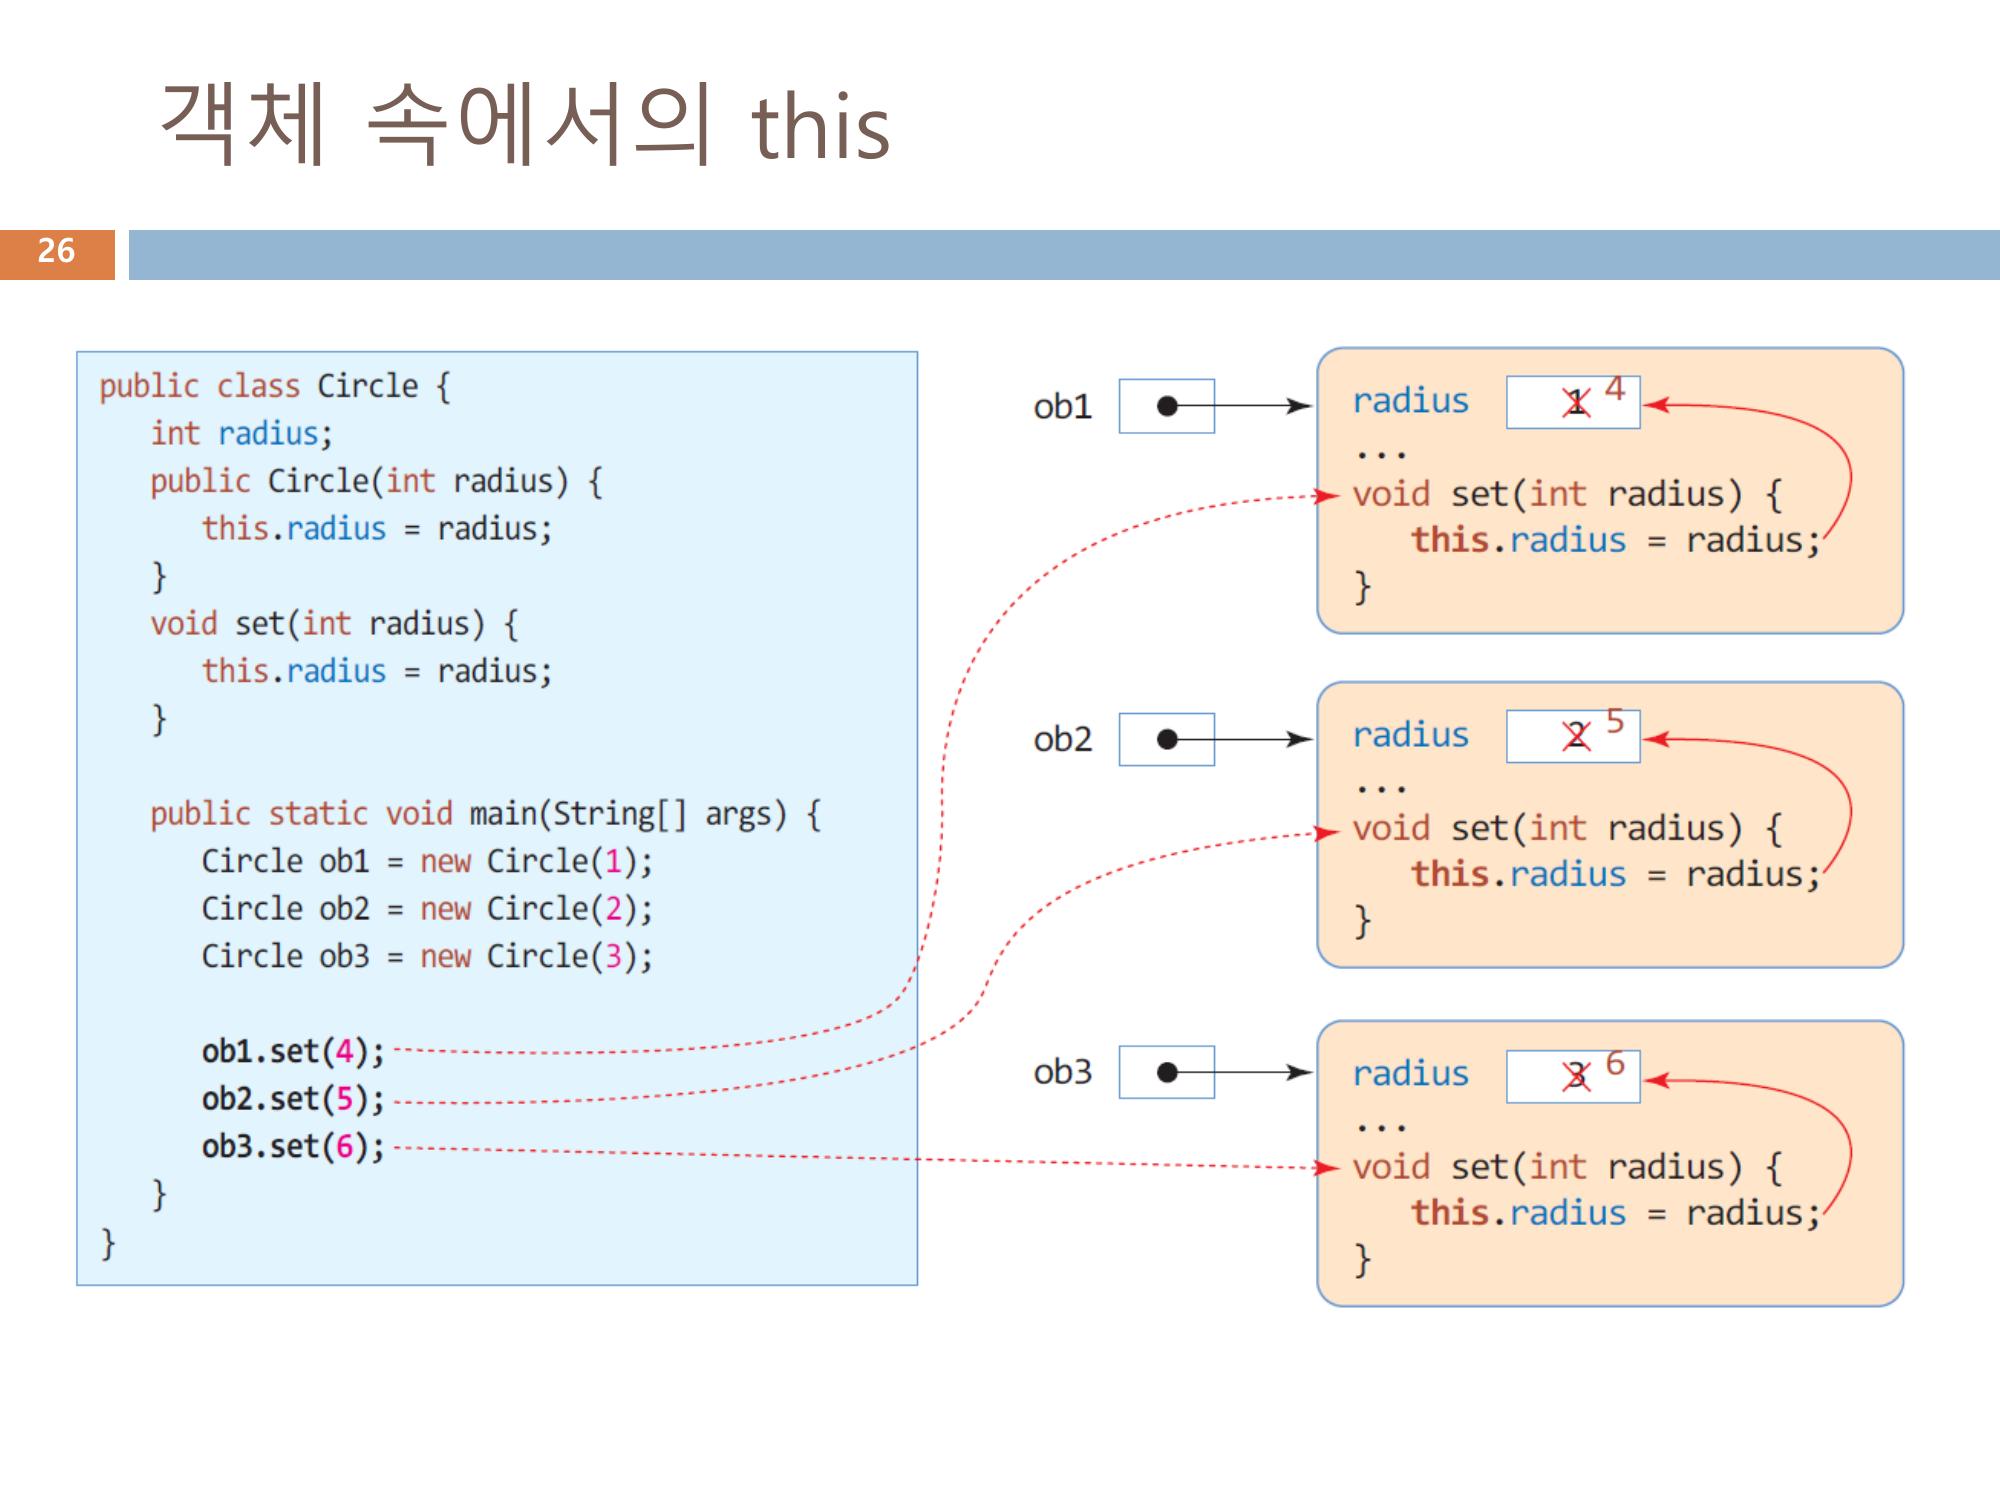 객체 속에서의 this
26
public class Circle {
int radius;
public Circle(int radius) {
this.radius = radius;
}
void set(int radius) {
this.radius = radius;
}
public static void main(String[] args) {
Circle ob1 = new Circle(1);
Circle ob2 = new Circle(2);
Circle ob3 = new Circle(3);
ob1.set(4);
ob2.set(5);
ob3.set(6);
}
}
ob1
radius 1 4
...
void set(int radius) {
this.radius = radius;
}
ob2
radius 2 5
...
void set(int radius) {
this.radius = radius;
}
ob3
radius 3 6
...
void set(int radius) {
this.radius = radius;
}